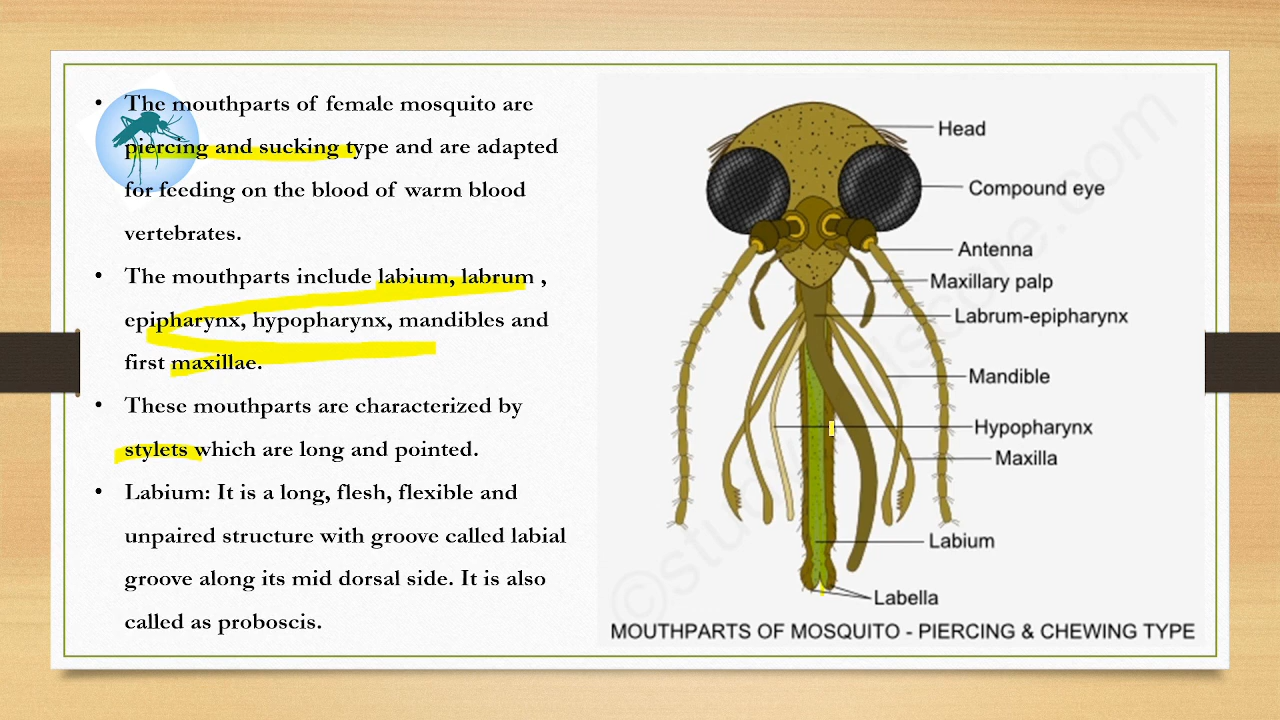 • The mouthparts of female mosquito are
piercing and sucking type and are adapted
for feeding on the blood of warm blood
vertebrates.
• The mouthparts include labium, labrum ,
epipharynx, hypopharynx, mandibles and
first maxillae.
• These mouthparts are characterized by
stylets which are long and pointed.
• Labium: It is a long, flesh, flexible and
unpaired structure with groove called labial
groove along its mid dorsal side. It is also
called as proboscis.
Head
Compound eye
Antenna
Maxillary palp
Labrum-epipharynx
Mandible
Hypopharynx
Maxilla
Labium
Labella
MOUTHPARTS OF MOSQUITO - PIERCING & CHEWING TYPE